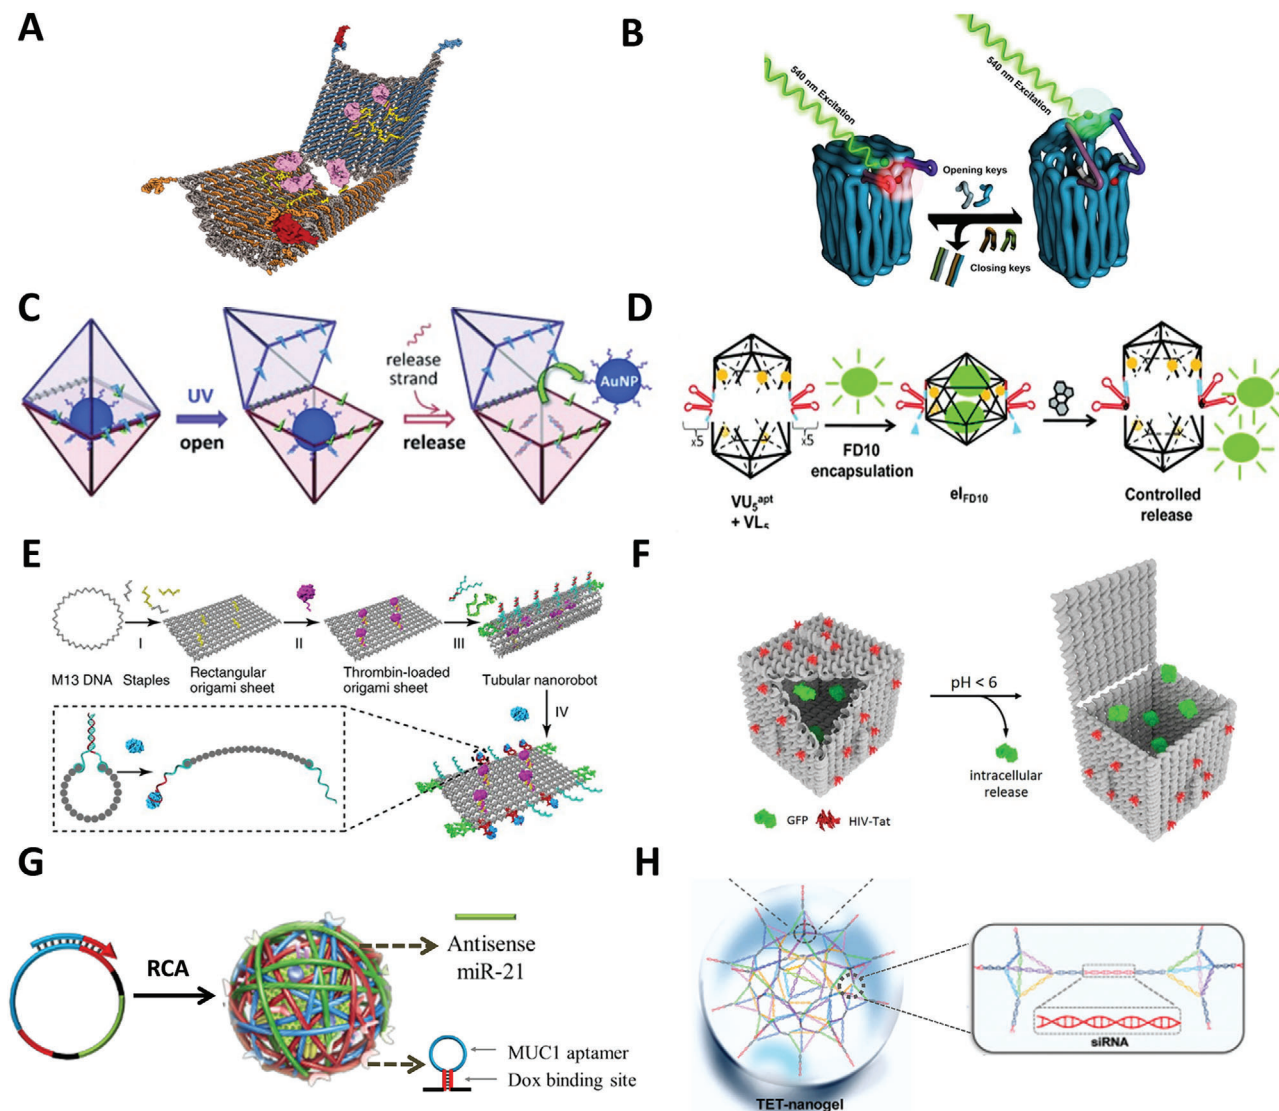 A
B
540 nm Excitation
540 nm Excitation
Opening keys
Closing keys
C
UV
open
release
strand
release
AuNP
D
x5
x5
FD10
encapsulation
VU₅ᵃᵖᵗ
+ VL₅
eI_FD10
Controlled
release
E
I
II
III
M13 DNA
Staples
Rectangular
origami sheet
Thrombin-loaded
origami sheet
Tubular nanorobot
IV
F
pH < 6
intracellular
release
GFP
HIV-Tat
G
RCA
Antisense
miR-21
MUC1 aptamer
Dox binding site
H
siRNA
TET-nanogel